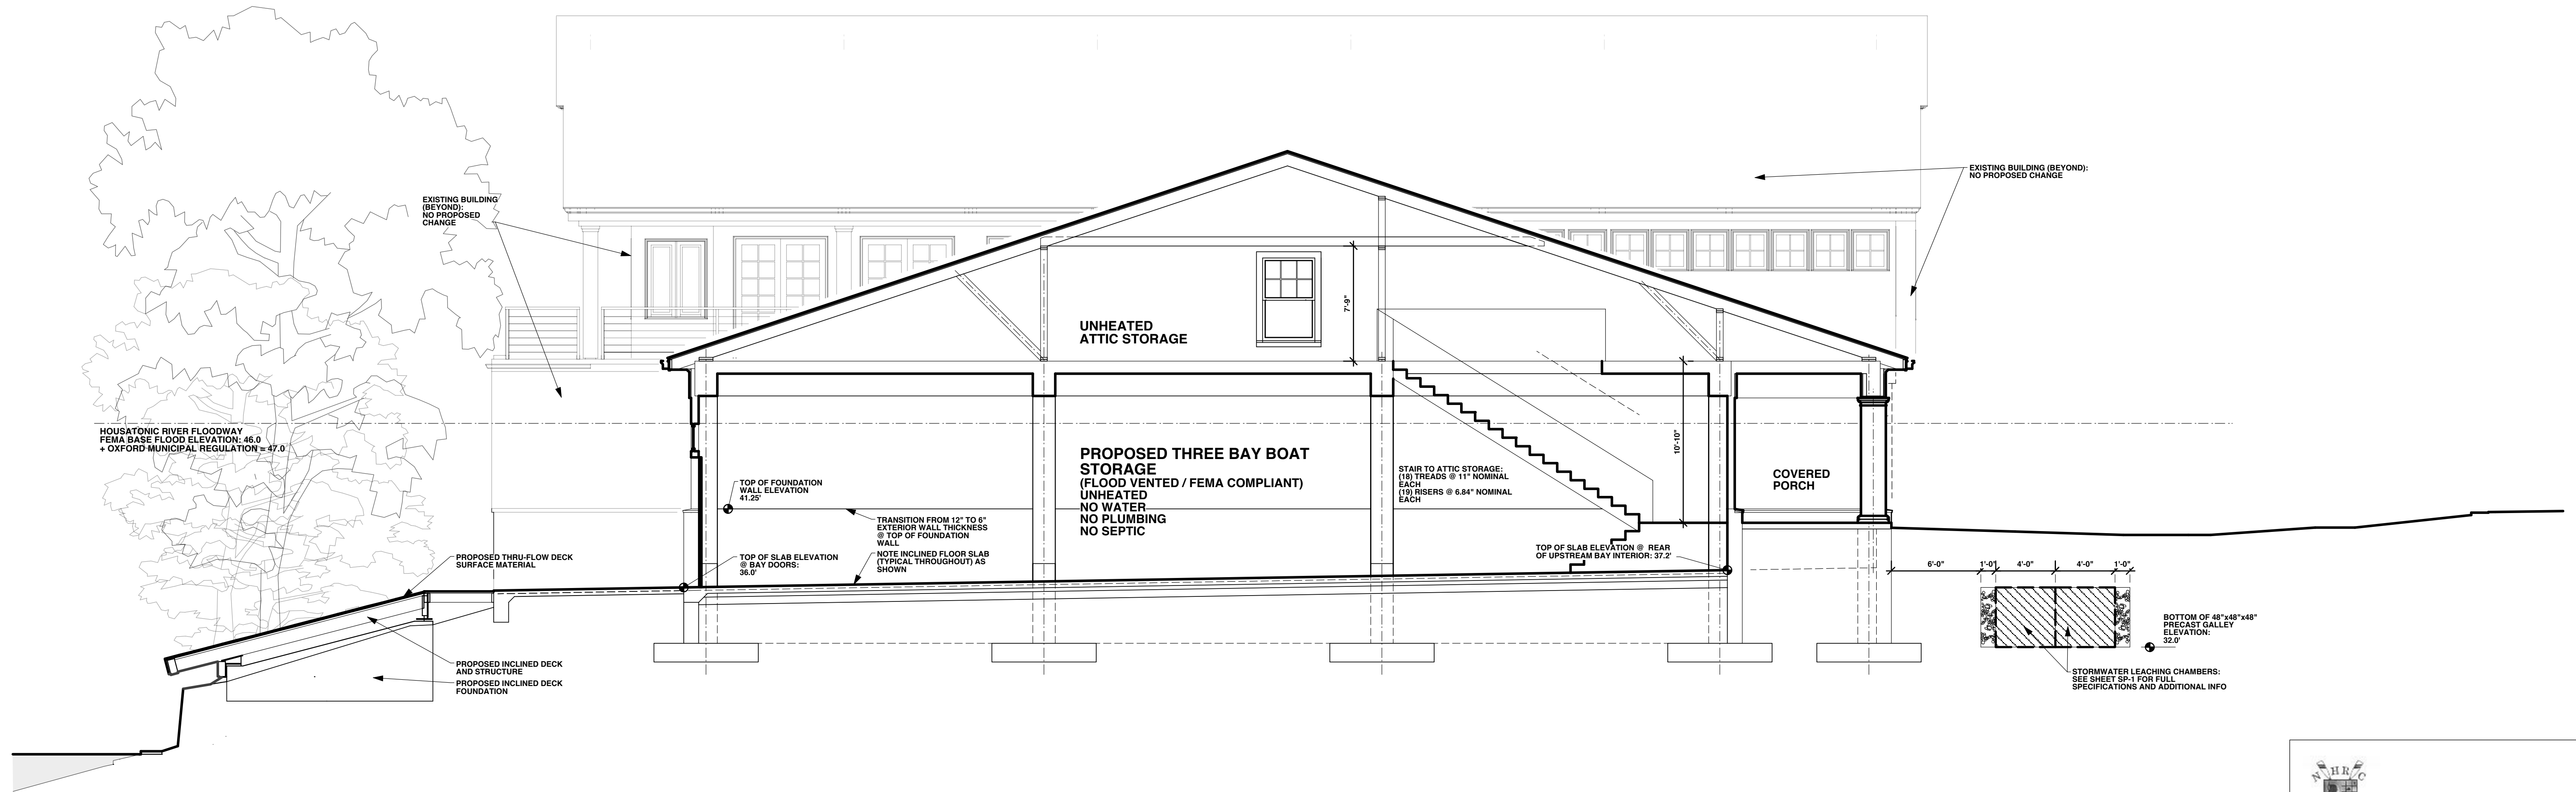 EXISTING BUILDING (BEYOND):
NO PROPOSED CHANGE
EXISTING BUILDING
(BEYOND):
NO PROPOSED
CHANGE
7'-9"
UNHEATED
ATTIC STORAGE
HOUSATONIC RIVER FLOODWAY
FEMA BASE FLOOD ELEVATION: 46.0
+ OXFORD MUNICIPAL REGULATION = 47.0
10'-10"
PROPOSED THREE BAY BOAT
STORAGE
(FLOOD VENTED / FEMA COMPLIANT)
UNHEATED
NO WATER
NO PLUMBING
NO SEPTIC
STAIR TO ATTIC STORAGE:
(18) TREADS @ 11" NOMINAL
EACH
(19) RISERS @ 6.84" NOMINAL
EACH
COVERED
PORCH
TOP OF FOUNDATION
WALL ELEVATION
41.25'
TRANSITION FROM 12" TO 6"
EXTERIOR WALL THICKNESS
@ TOP OF FOUNDATION
WALL
PROPOSED THRU-FLOW DECK
SURFACE MATERIAL
TOP OF SLAB ELEVATION
@ BAY DOORS:
36.0'
NOTE INCLINED FLOOR SLAB
(TYPICAL THROUGHOUT) AS
SHOWN
TOP OF SLAB ELEVATION @ REAR
OF UPSTREAM BAY INTERIOR: 37.2'
6'-0"
1'-0"
4'-0"
4'-0"
1'-0"
BOTTOM OF 48"x48"x48"
PRECAST GALLEY
ELEVATION:
32.0'
PROPOSED INCLINED DECK
AND STRUCTURE
PROPOSED INCLINED DECK
FOUNDATION
STORMWATER LEACHING CHAMBERS:
SEE SHEET SP-1 FOR FULL
SPECIFICATIONS AND ADDITIONAL INFO
N H R C